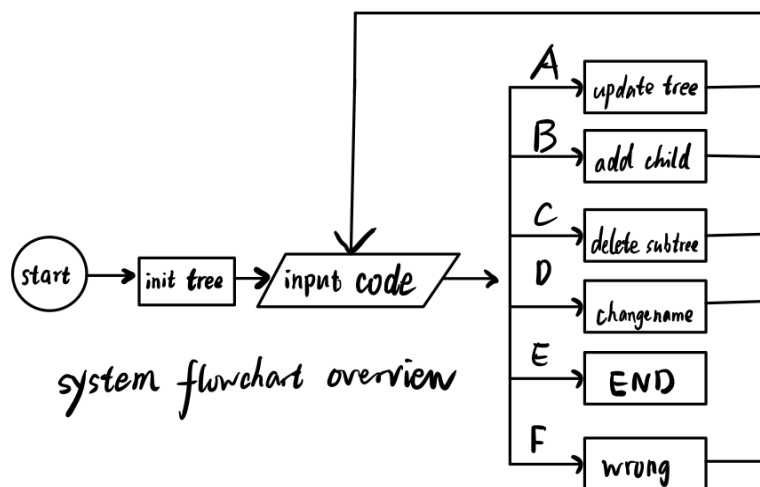 A
update tree
B
add child
C
delete subtree
D
changename
E
END
F
wrong
start
init tree
input code
system flowchart overview